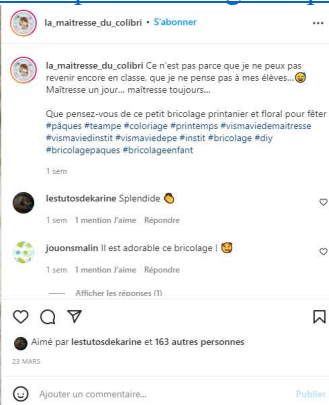 la_maitresse_du_colibri • S'abonner
la_maitresse_du_colibri Ce n'est pas parce que je ne peux pas
revenir encore en classe, que je ne pense pas à mes élèves...😅
Maîtresse un jour... maîtresse toujours...
Que pensez-vous de ce petit bricolage printanier et floral pour fêter
#pâques #teampe #coloriage #printemps #vismaviedemaitresse
#vismaviedinstit #vismaviedepe #instit #bricolage #diy
#bricolagepaques #bricolageenfant
1 sem
lestutosdekarine Splendide 👏
1 sem 1 mention J'aime Répondre
jouonsmalin Il est adorable ce bricolage ! 🥰
1 sem 1 mention J'aime Répondre
Afficher les réponses (1)
Aimé par lestutosdekarine et 163 autres personnes
23 MARS
Ajouter un commentaire... Publier